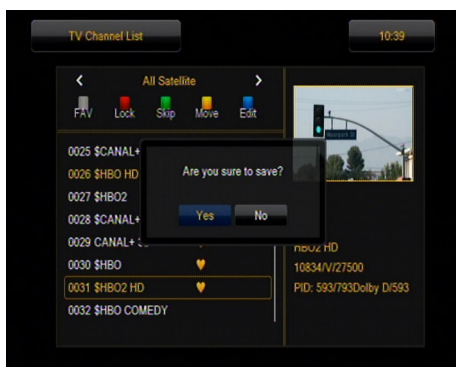 TV Channel List
10:39
All Satellite
FAV Lock Skip Move Edit
0025 $CANAL+
0026 $HBO HD
0027 $HBO2
0028 $CANAL+
0029 CANAL+
0030 $HBO
0031 $HBO2 HD
0032 $HBO COMEDY
Are you sure to save?
Yes No
HBO2 HD
10834/V/27500
PID: 593/793Dolby D/593